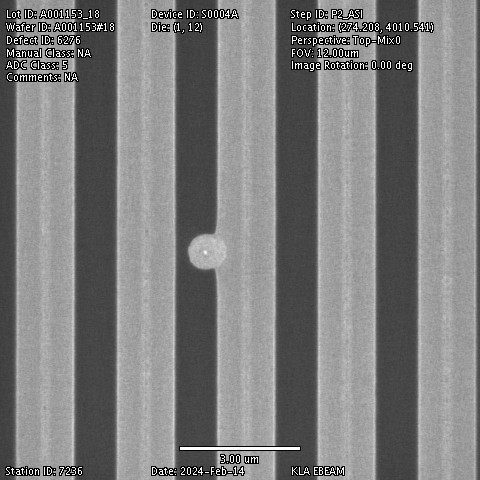 Lot ID: A001153_18
Wafer ID: A001153#18
Defect ID: 6276
Manual Class: NA
ADC Class: 5
Comments: NA
Device ID: S0004A
Die: (1, 12)
Step ID: F2_ASI
Location: (274.208, 4010.541)
Perspective: Top-Mix0
FOV: 12.00um
Image Rotation: 0.00 deg
3.00 um
Station ID: 7236
Date: 2024-Feb-14
KLA EBEAM